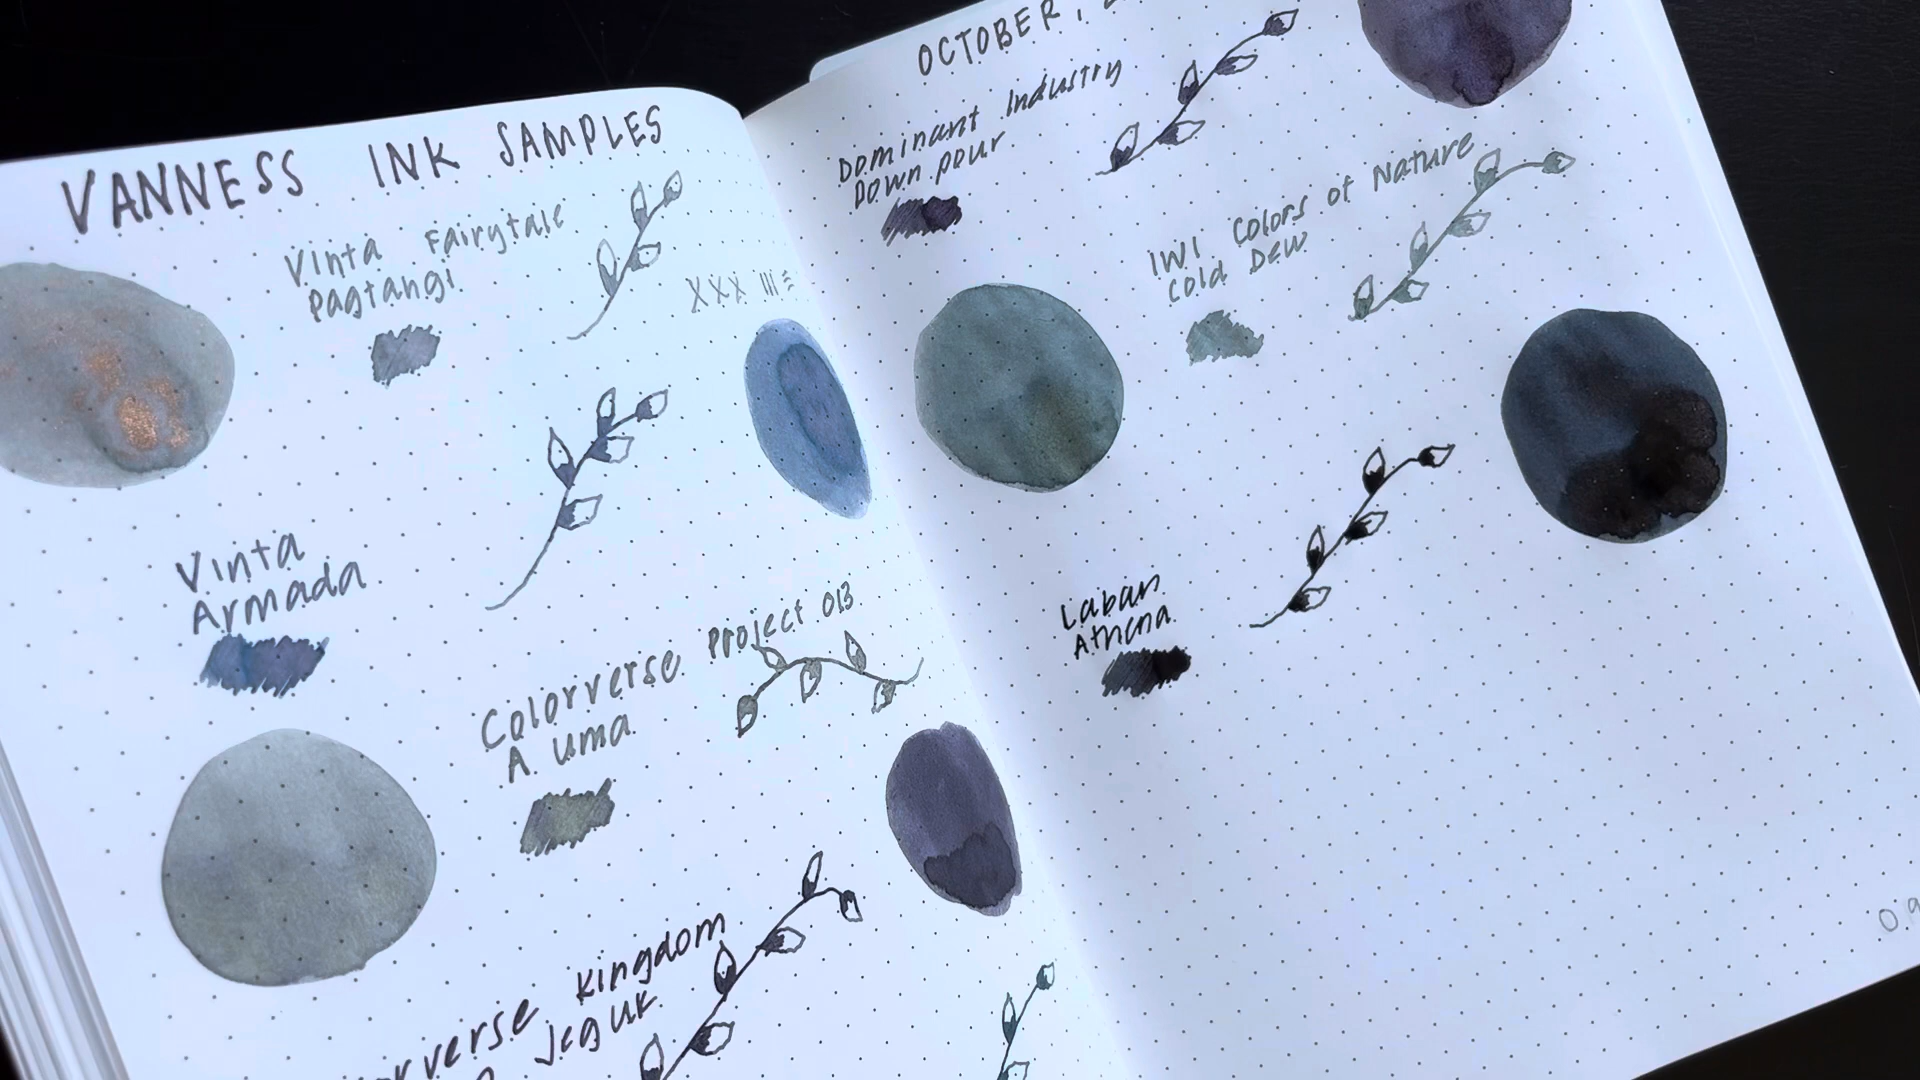 VANNESS INK SAMPLES
Vinta Fairytale
Pagtangi
XXX III
Vinta
Armada
Colorverse Project 013
A. Uma
Kingdom
jeguk
OCTOBER,
Dominant Industry
Down pour
IWI Colors of Nature
Cold Dew
Laban
Athena